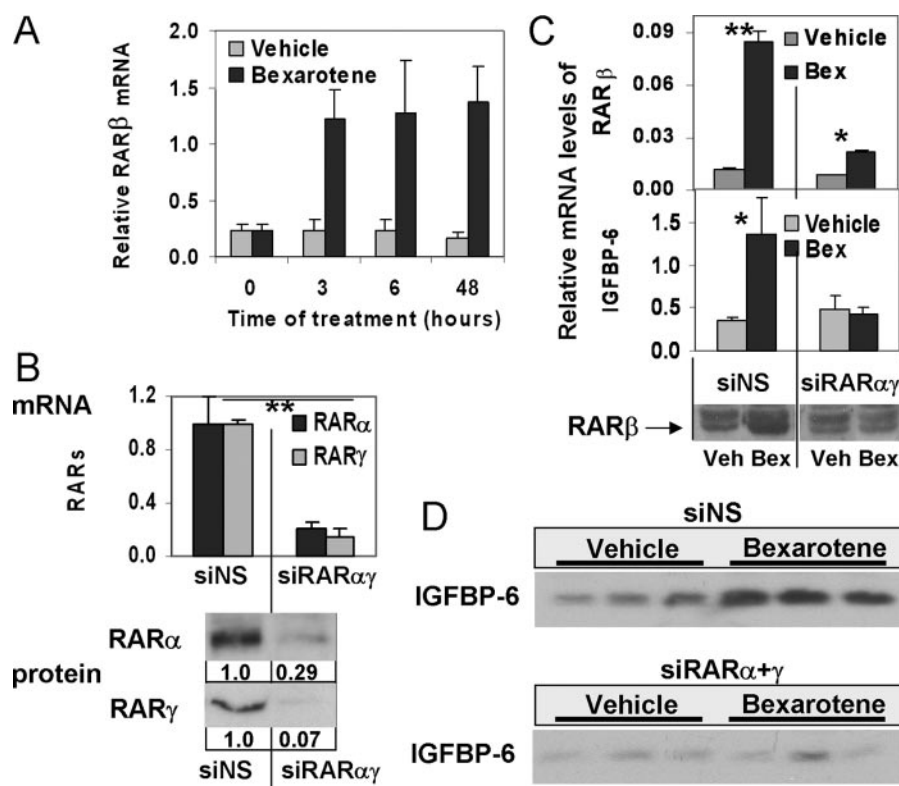 A
2.0
1.5
1.0
0.5
0.0
Relative RARβ mRNA
Vehicle
Bexarotene
0 3 6 48
Time of treatment (hours)
B
mRNA
RARs
1.2
0.8
0.4
0.0
**
RARα
RARγ
siNS siRARαγ
protein
RARα
1.0 0.29
RARγ
1.0 0.07
siNS siRARαγ
C
Relative mRNA levels of
RAR β
0.09
0.06
0.03
0.00
**
*
Vehicle
Bex
IGFBP-6
1.5
1.0
0.5
0.0
*
Vehicle
Bex
siNS siRARαγ
RARβ
Veh Bex Veh Bex
D
siNS
Vehicle Bexarotene
IGFBP-6
siRARα+γ
Vehicle Bexarotene
IGFBP-6